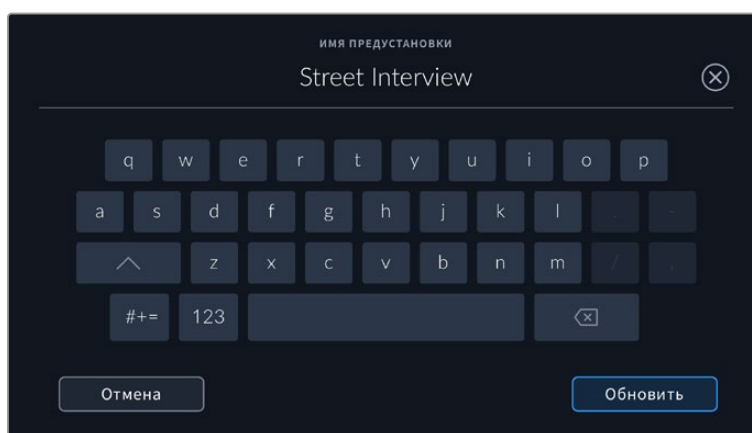 ИМЯ ПРЕДУСТАНОВКИ
Street Interview
q w e r t y u i o p
a s d f g h j k l . -
z x c v b n m / ,
#+= 123
Отмена Обновить